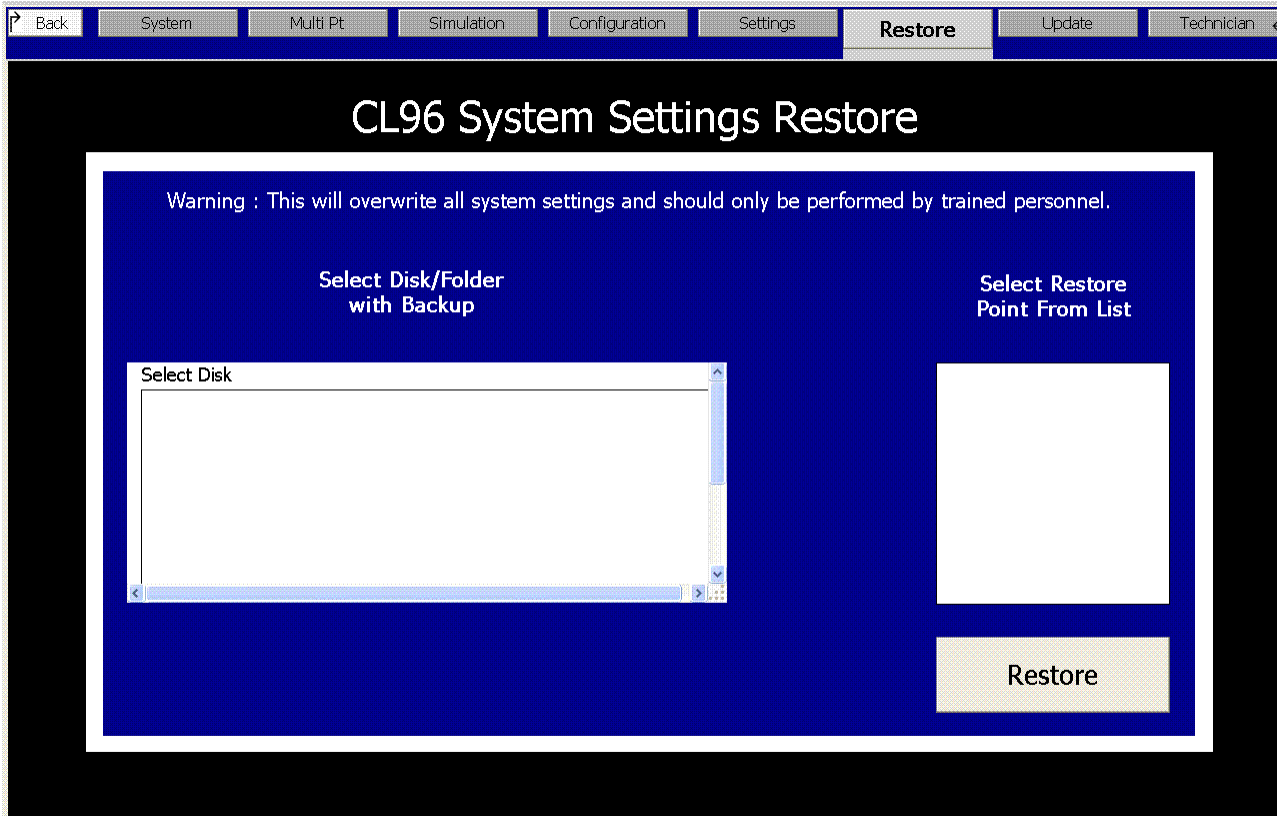 Back System Multi Pt Simulation Configuration Settings Restore Update Technician
CL96 System Settings Restore
Warning : This will overwrite all system settings and should only be performed by trained personnel.
Select Disk/Folder
with Backup
Select Restore
Point From List
Select Disk
Restore